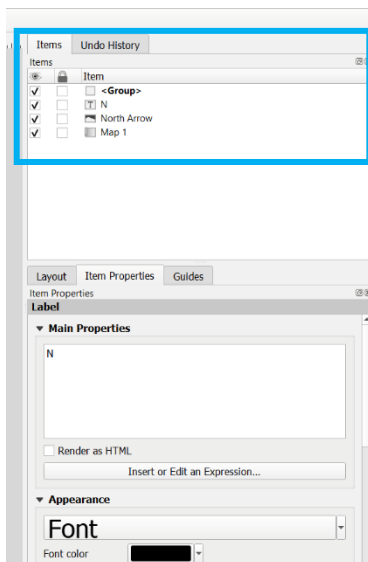 Items Undo History
Items
Item
<Group>
T N
North Arrow
Map 1
Layout Item Properties Guides
Item Properties
Label
Main Properties
N
Render as HTML
Insert or Edit an Expression...
Appearance
Font
Font color